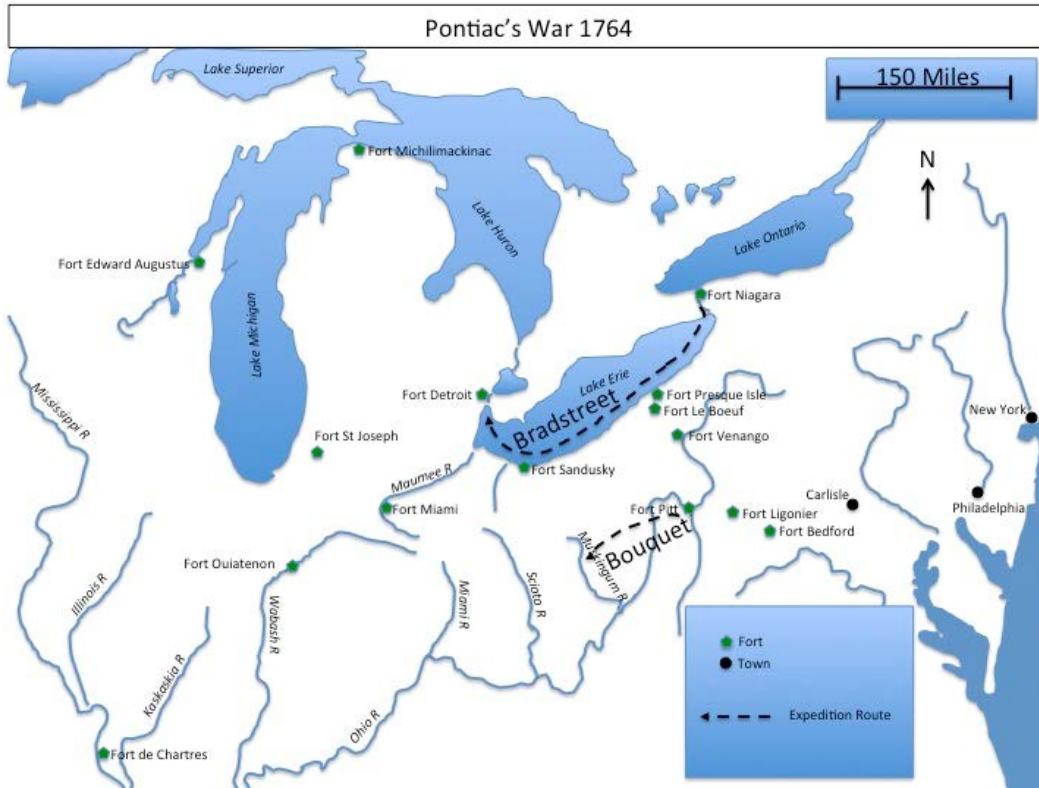 Pontiac's War 1764
Lake Superior
150 Miles
Fort Michilimackinac
N
Lake Huron
Lake Ontario
Fort Edward Augustus
Fort Niagara
Lake Michigan
Lake Erie
Fort Detroit
Fort Presque Isle
Bradstreet
Fort Le Boeuf
Mississippi R
New York
Fort St Joseph
Fort Venango
Maumee R
Fort Sandusky
Carlisle
Fort Miami
Fort Pitt
Fort Ligonier
Philadelphia
Bouquet
Fort Bedford
Muskingum R
Fort Ouiatenon
Illinois R
Wabash R
Miami R
Sciato R
Kaskaskia R
Fort
Town
Ohio R
Expedition Route
Fort de Chartres